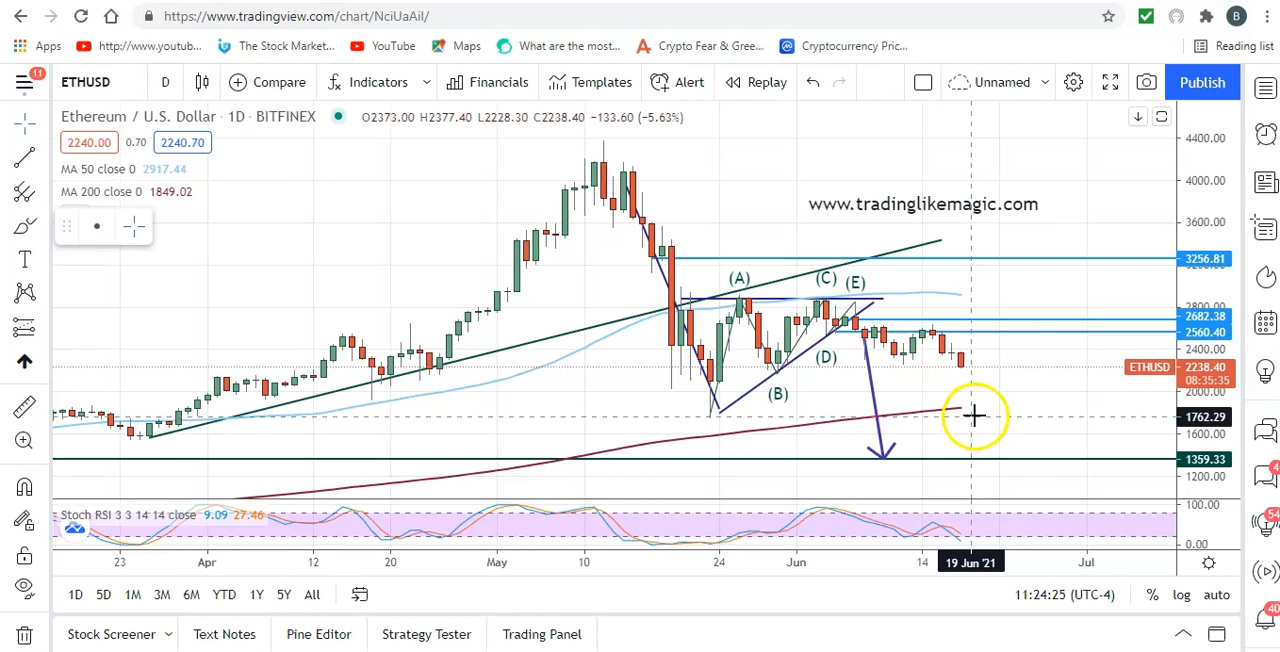 https://www.tradingview.com/chart/NciUaAil/
B
Apps http://www.youtub... The Stock Market... YouTube Maps What are the most... Crypto Fear & Gree... Cryptocurrency Pric... Reading list
11 ETHUSD D Compare Indicators Financials Templates Alert Replay Unnamed Publish
Ethereum / U.S. Dollar · 1D · BITFINEX O2373.00 H2377.40 L2228.30 C2238.40 −133.60 (−5.63%)
2240.00 0.70 2240.70
MA 50 close 0 2917.44
MA 200 close 0 1849.02
www.tradinglikemagic.com
(A) (C) (E)
(D)
(B)
4400.00
4000.00
3600.00
3256.81
2800.00
2682.38
2560.40
2400.00
ETHUSD 2238.40
08:35:35
2000.00
1762.29
1600.00
1359.33
1200.00
Stoch RSI 3 3 14 14 close 9.09 27.46
100.00
0.00
23 Apr 12 23 May 10 24 Jun 14 19 Jun '21 Jul
1D 5D 1M 3M 6M YTD 1Y 5Y All 11:24:25 (UTC-4) % log auto
Stock Screener Text Notes Pine Editor Strategy Tester Trading Panel
4
54
40